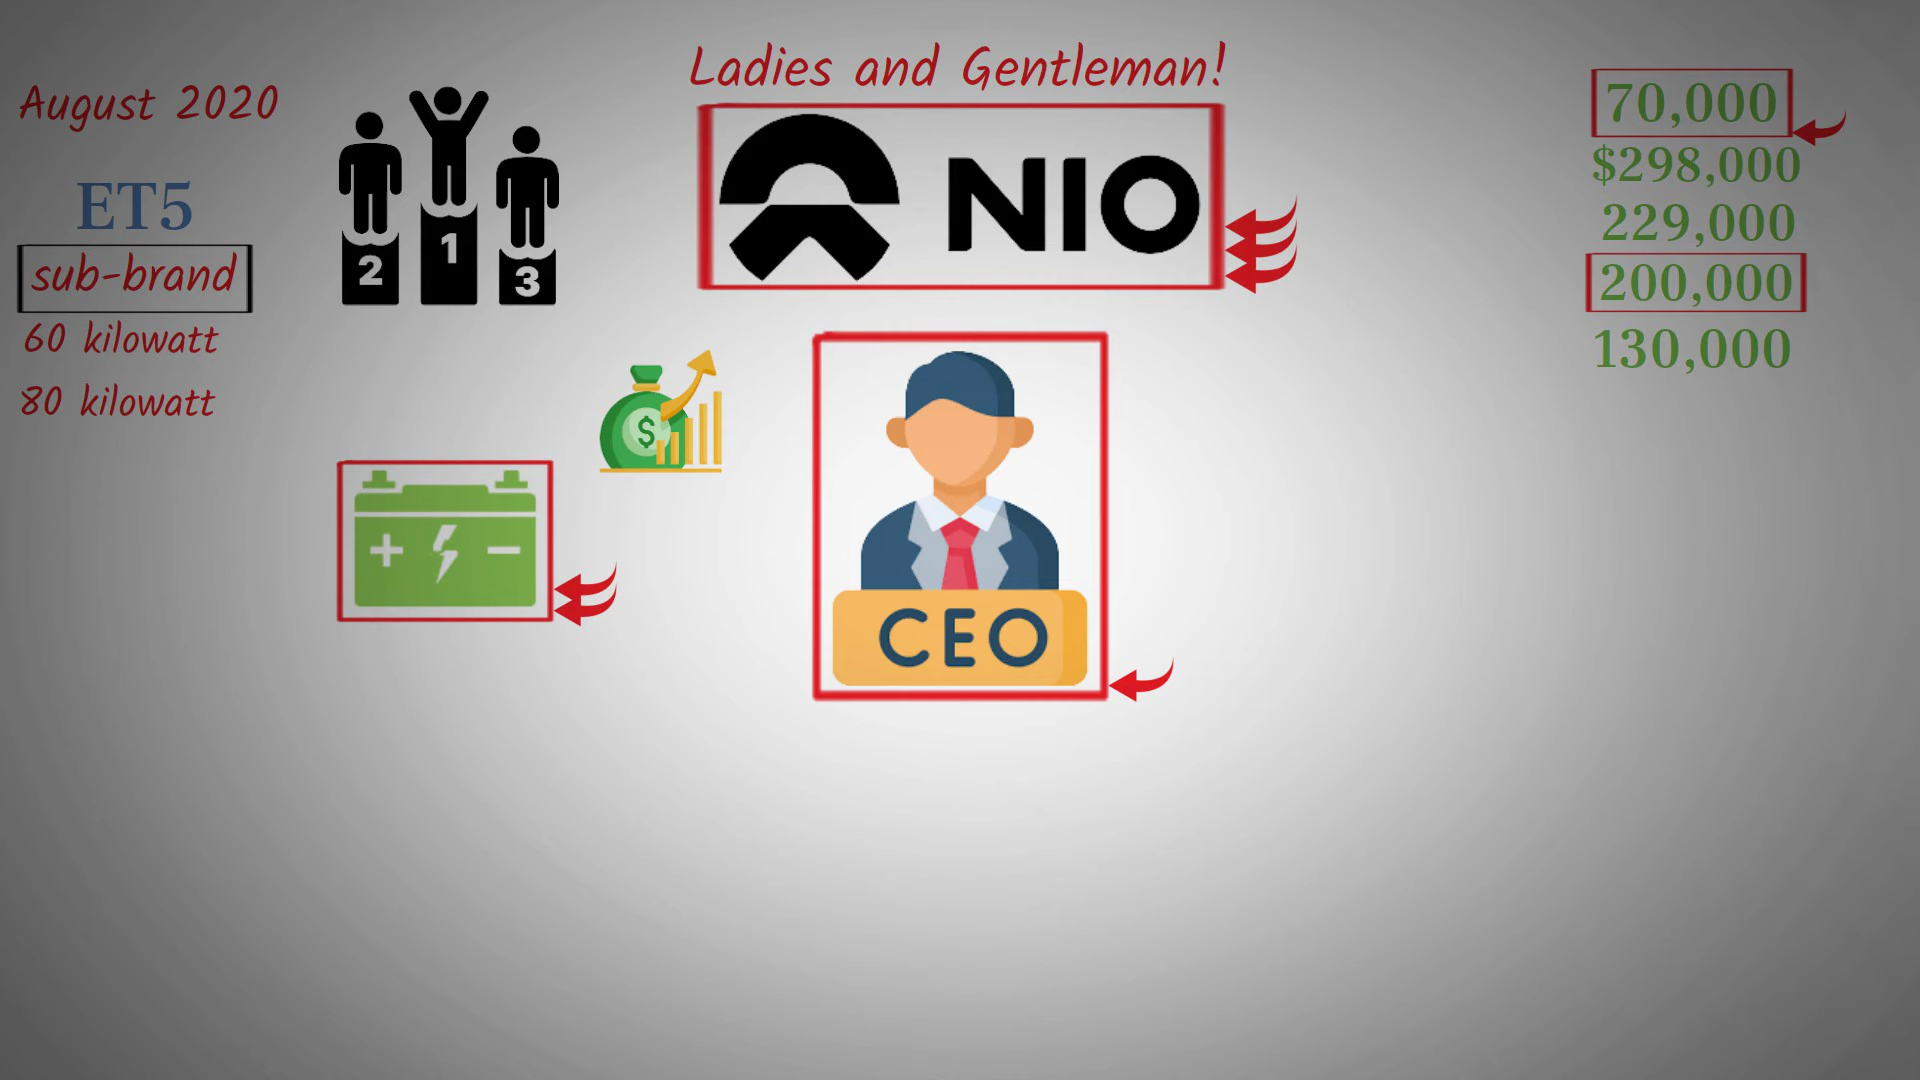 Ladies and Gentleman!
NIO
August 2020
ET5
sub-brand
60 kilowatt
80 kilowatt
2
1
3
$
+ -
CEO
70,000
$298,000
229,000
200,000
130,000